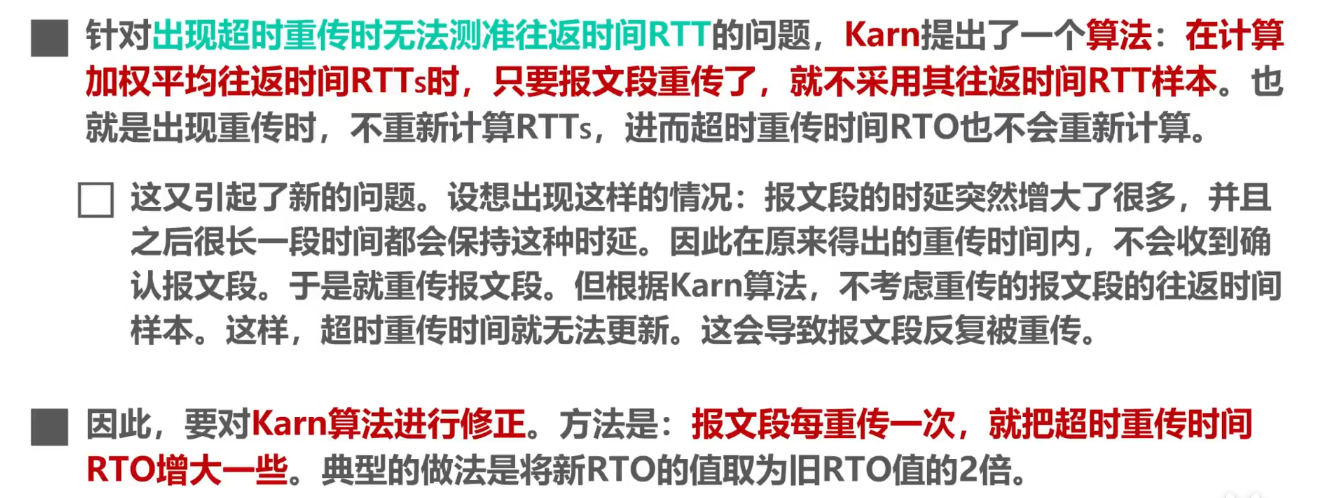 针对出现超时重传时无法测准往返时间RTT的问题，Karn提出了一个算法：在计算
加权平均往返时间RTTs时，只要报文段重传了，就不采用其往返时间RTT样本。也
就是出现重传时，不重新计算RTTs，进而超时重传时间RTO也不会重新计算。
这又引起了新的问题。设想出现这样的情况：报文段的时延突然增大了很多，并且
之后很长一段时间都会保持这种时延。因此在原来得出的重传时间内，不会收到确
认报文段。于是就重传报文段。但根据Karn算法，不考虑重传的报文段的往返时间
样本。这样，超时重传时间就无法更新。这会导致报文段反复被重传。
因此，要对Karn算法进行修正。方法是：报文段每重传一次，就把超时重传时间
RTO增大一些。典型的做法是将新RTO的值取为旧RTO值的2倍。